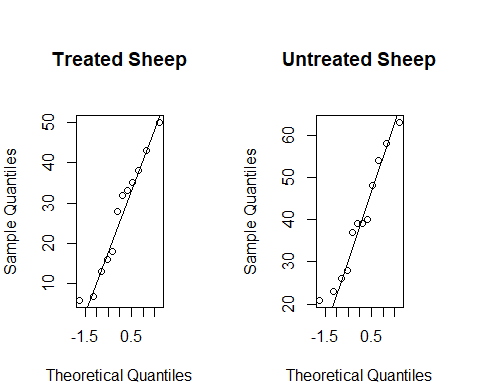 Treated Sheep
50
40
30
20
10
Sample Quantiles
-1.5 0.5
Theoretical Quantiles
Untreated Sheep
60
50
40
30
20
Sample Quantiles
-1.5 0.5
Theoretical Quantiles